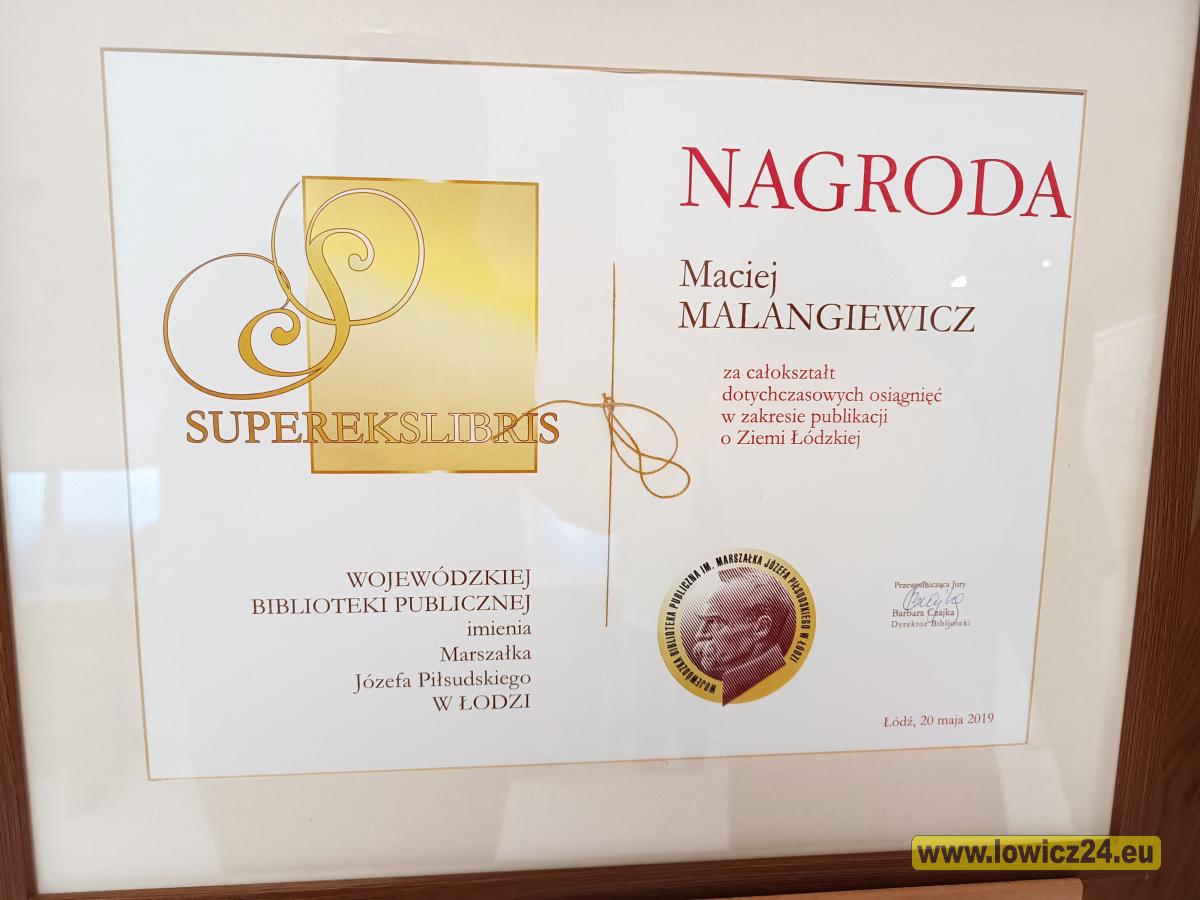 SUPEREKSLIBRIS
WOJEWÓDZKIEJ
BIBLIOTEKI PUBLICZNEJ
imienia
Marszałka
Józefa Piłsudskiego
W ŁODZI
NAGRODA
Maciej
MALANGIEWICZ
za całokształt
dotychczasowych osiągnięć
w zakresie publikacji
o Ziemi Łódzkiej
WOJEWÓDZKA BIBLIOTEKA PUBLICZNA IM. MARSZAŁKA JÓZEFA PIŁSUDSKIEGO W ŁODZI
Przewodnicząca Jury
Barbara Czajka
Dyrektor Biblioteki
Łódź, 20 maja 2019
www.lowicz24.eu